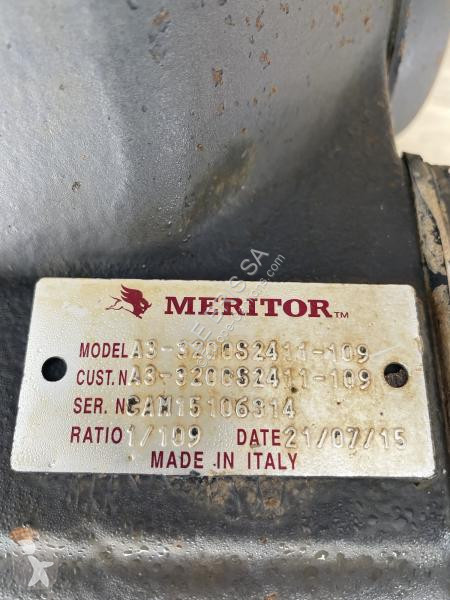 MERITOR™
MODEL A3-3200S2411-109
CUST.N A3-3200S2411-109
SER. N CAM15106314
RATIO 1/109 DATE 21/07/15
MADE IN ITALY